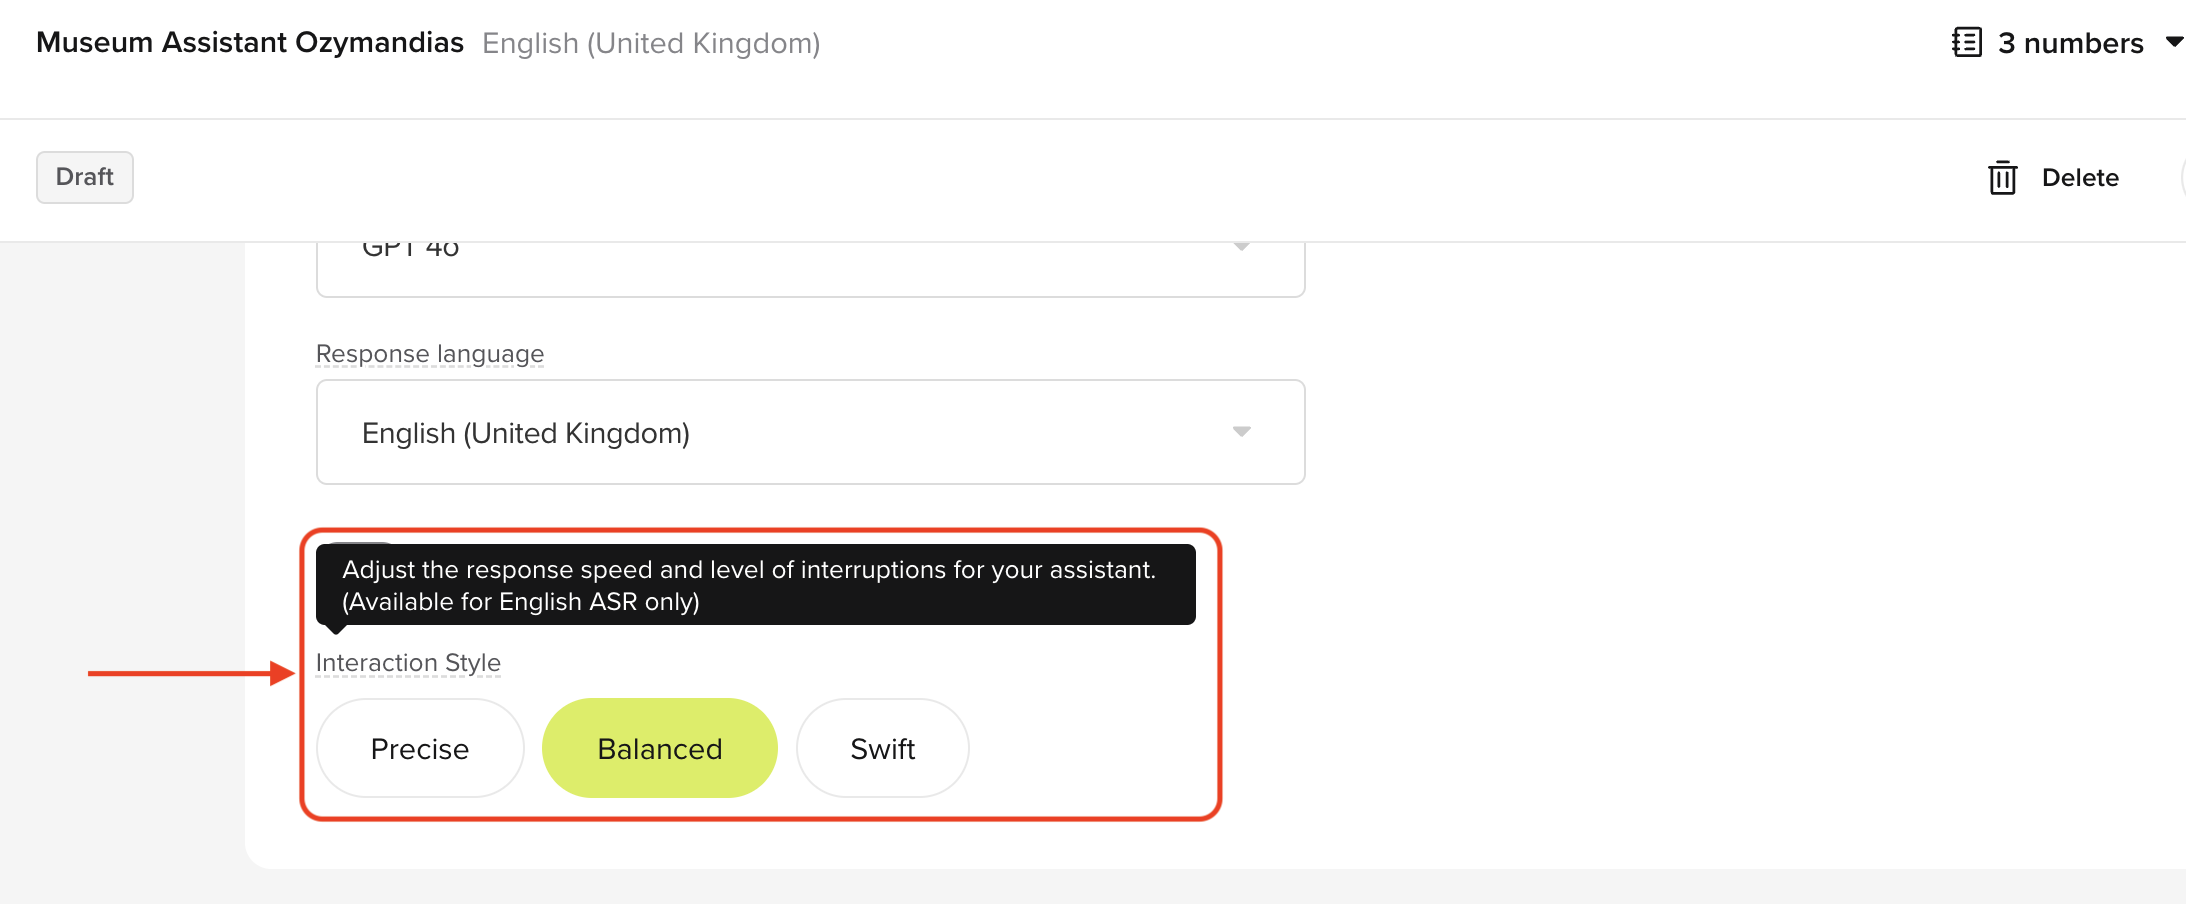 Museum Assistant Ozymandias English (United Kingdom) 3 numbers
Draft Delete
GPT 4o
Response language
English (United Kingdom)
Adjust the response speed and level of interruptions for your assistant.
(Available for English ASR only)
Interaction Style
Precise Balanced Swift